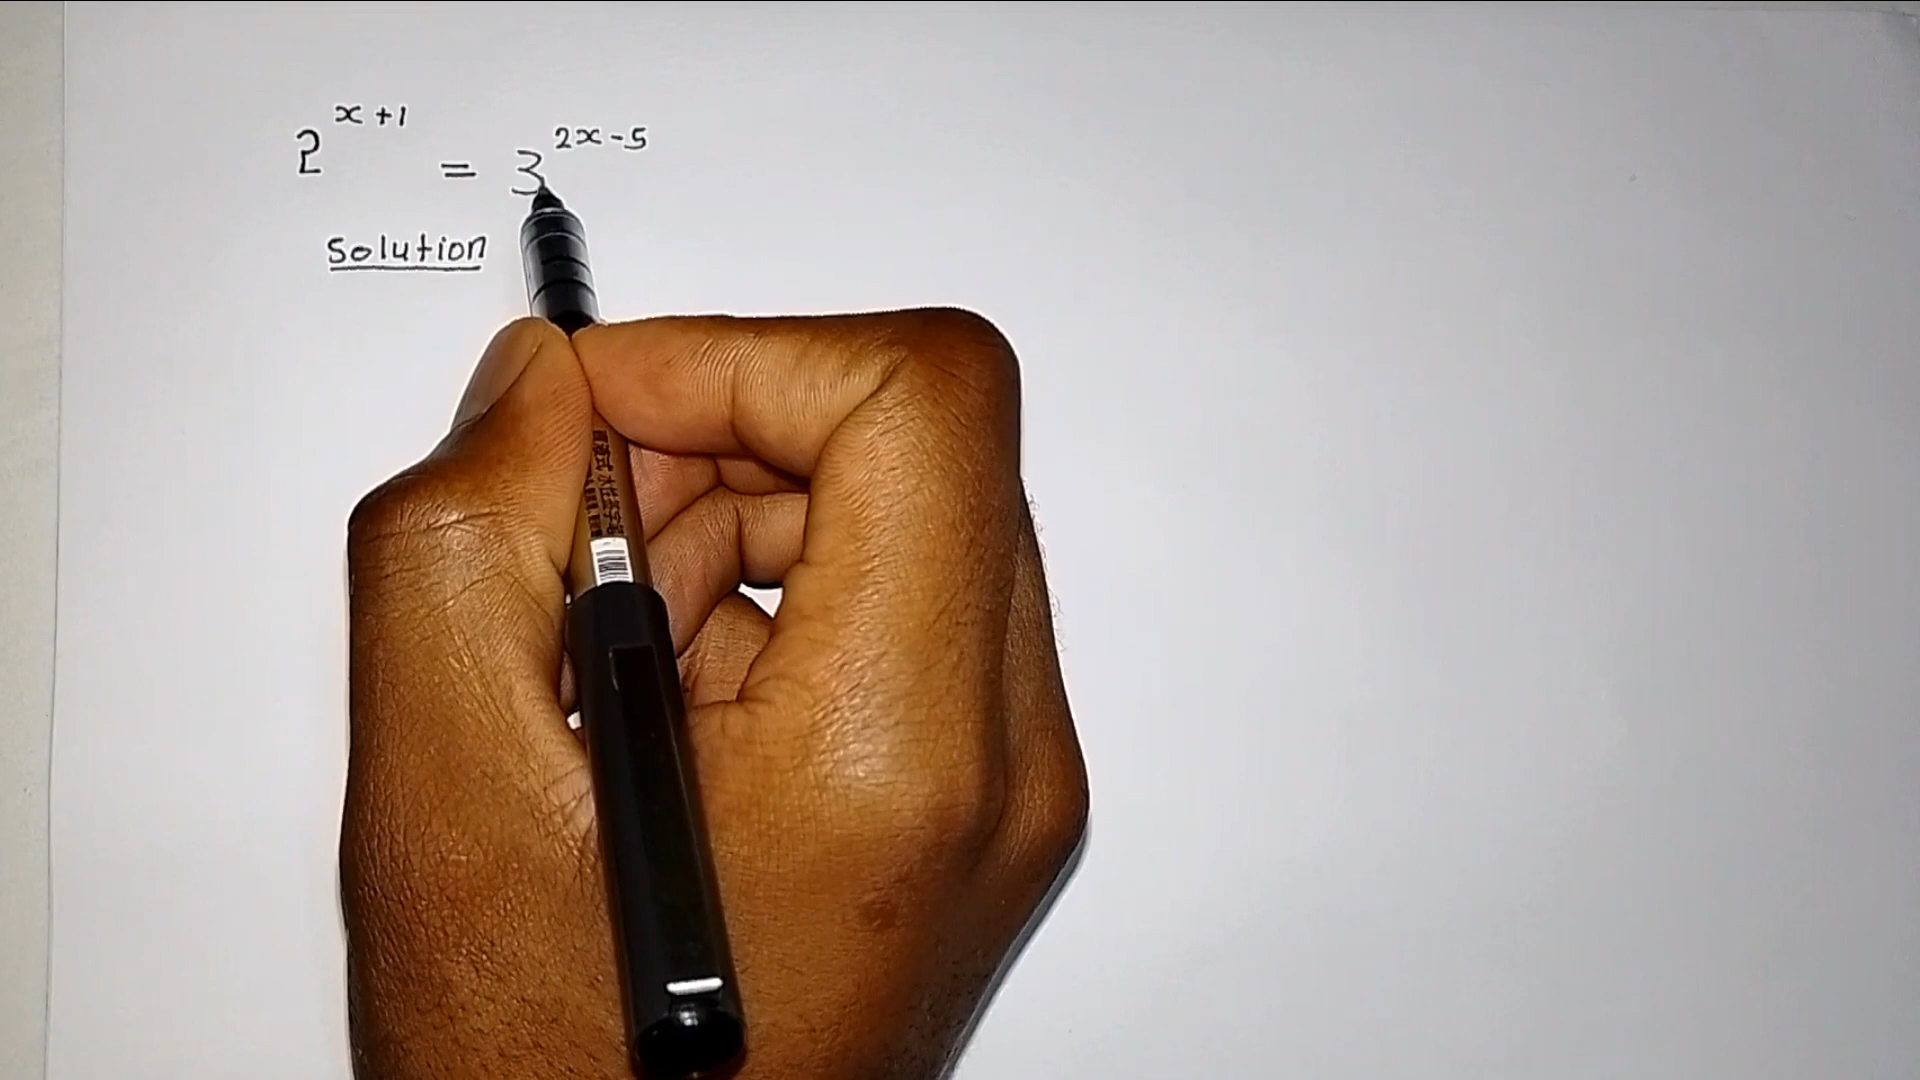 2^{x+1} = 3^{2x-5}
Solution